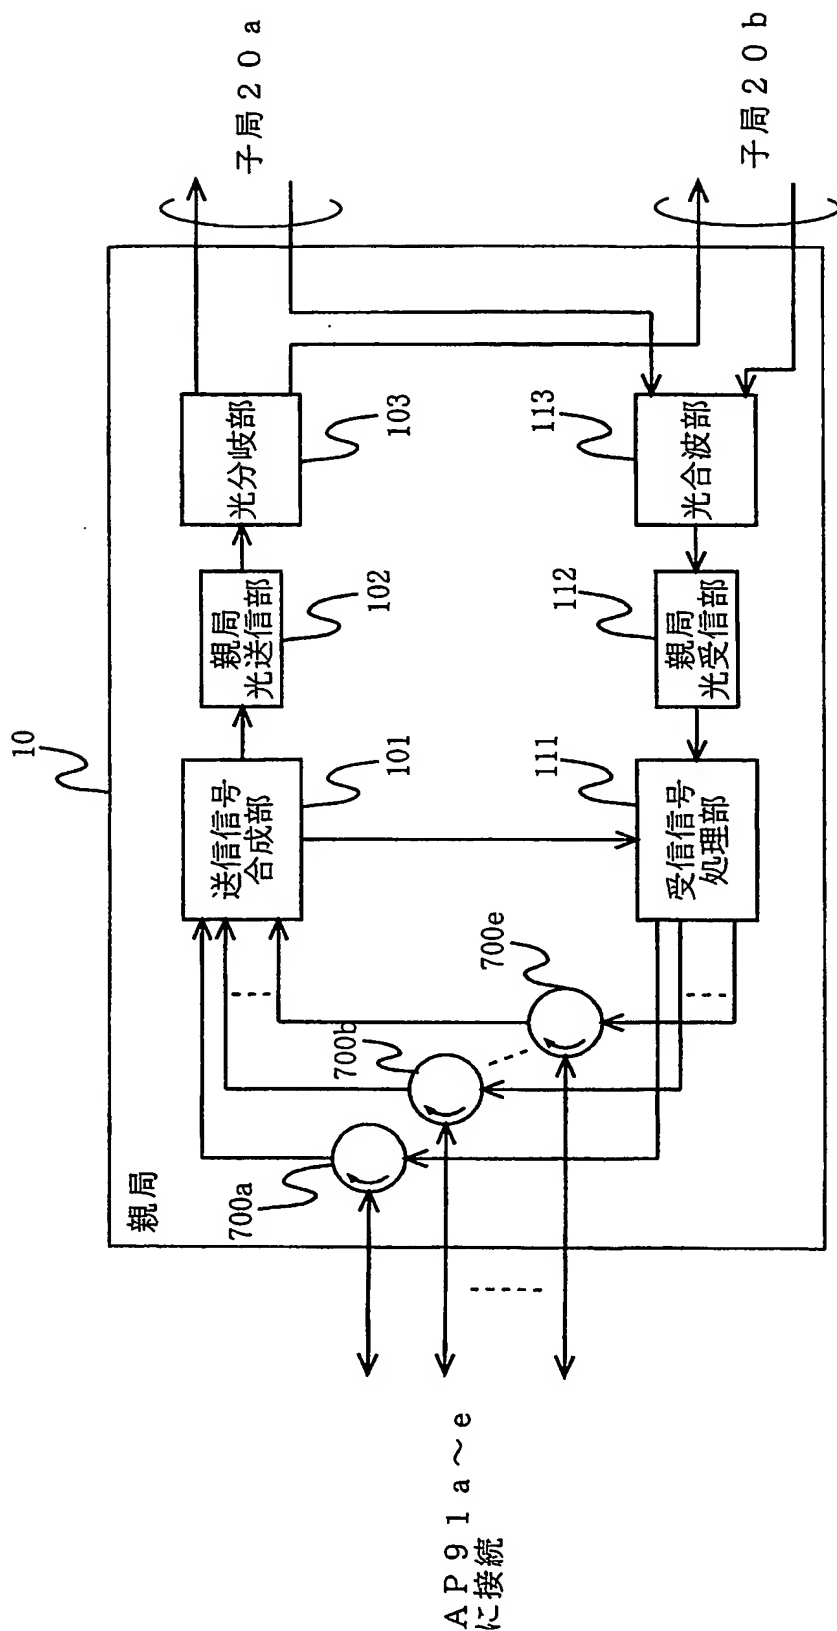 10
親局
700a
700b
700e
送信信号
合成部
101
親局
光送信部
102
光分岐部
103
子局20a
受信信号
処理部
111
親局
光受信部
112
光合波部
113
子局20b
AP91a~e
に接続